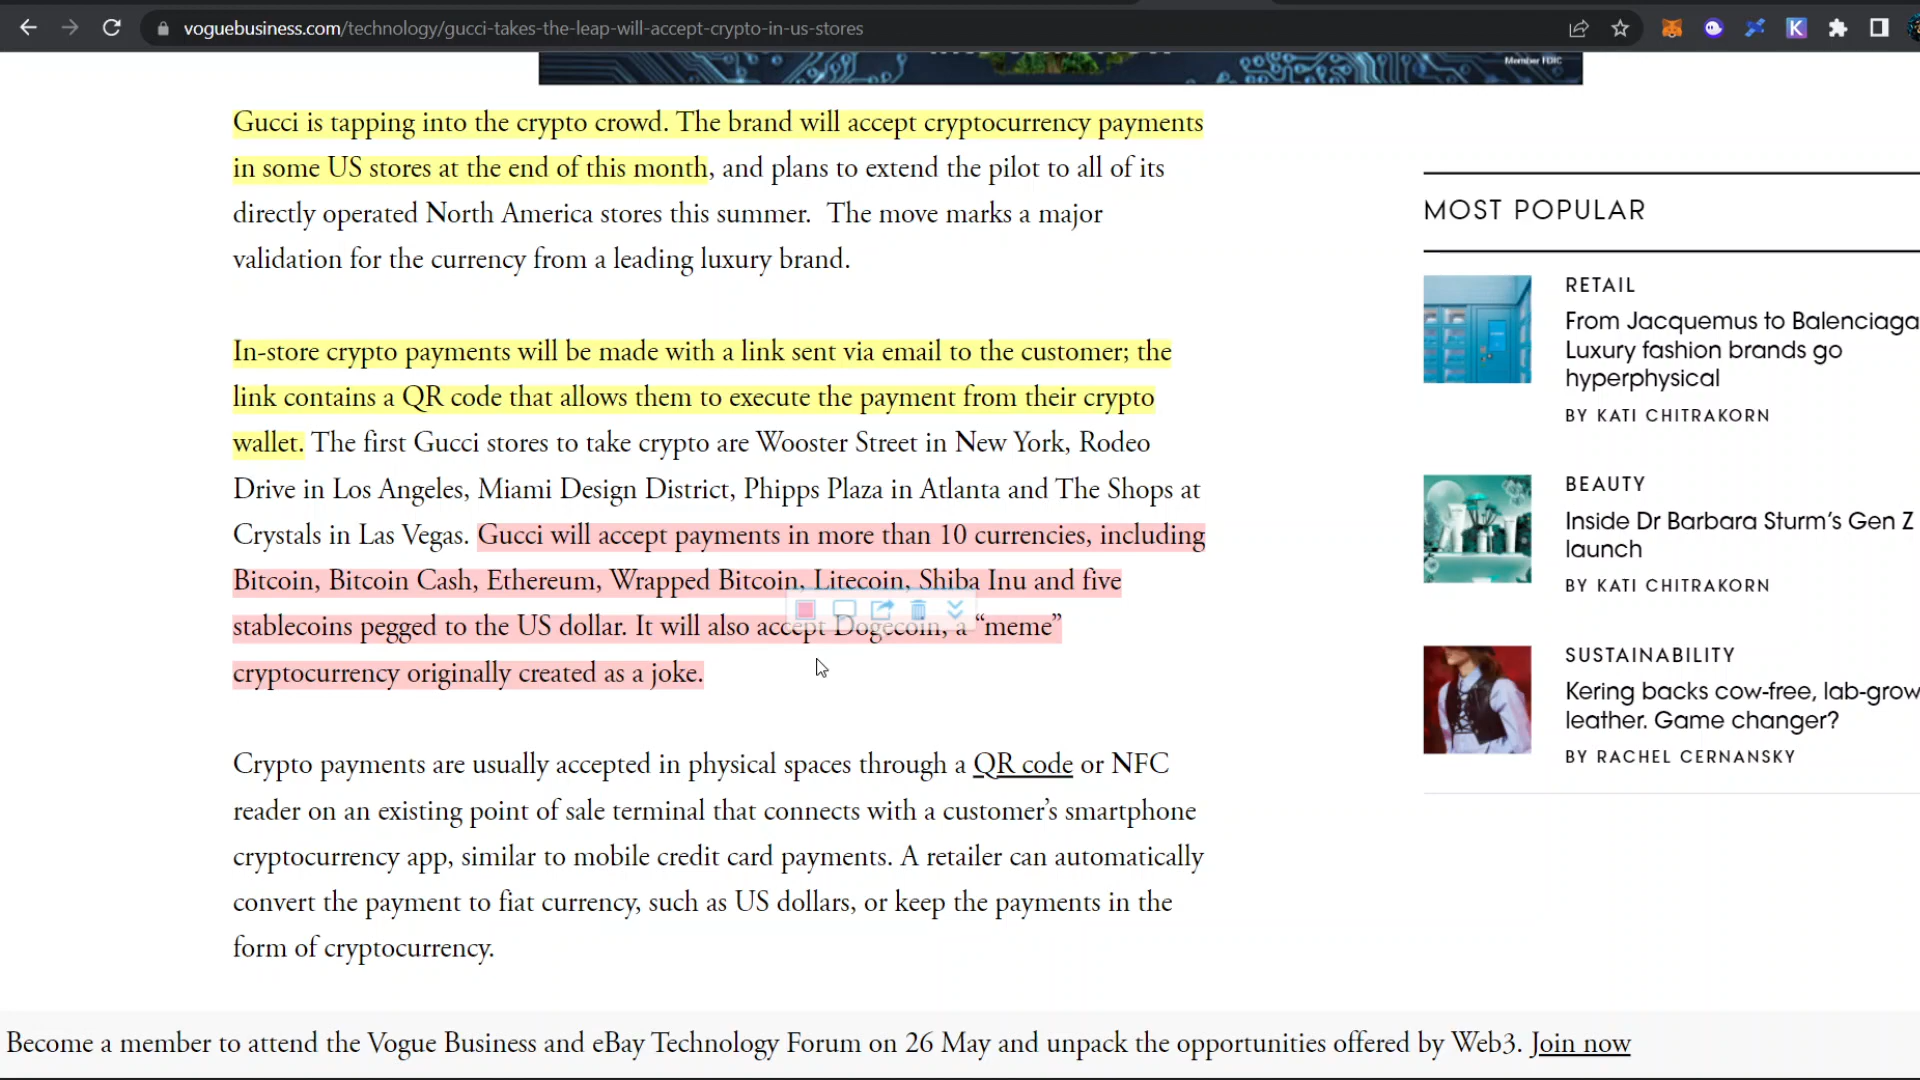 voguebusiness.com/technology/gucci-takes-the-leap-will-accept-crypto-in-us-stores
Member FDIC
Gucci is tapping into the crypto crowd. The brand will accept cryptocurrency payments
in some US stores at the end of this month, and plans to extend the pilot to all of its
directly operated North America stores this summer. The move marks a major
validation for the currency from a leading luxury brand.
In-store crypto payments will be made with a link sent via email to the customer; the
link contains a QR code that allows them to execute the payment from their crypto
wallet. The first Gucci stores to take crypto are Wooster Street in New York, Rodeo
Drive in Los Angeles, Miami Design District, Phipps Plaza in Atlanta and The Shops at
Crystals in Las Vegas. Gucci will accept payments in more than 10 currencies, including
Bitcoin, Bitcoin Cash, Ethereum, Wrapped Bitcoin, Litecoin, Shiba Inu and five
stablecoins pegged to the US dollar. It will also accept Dogecoin, a “meme”
cryptocurrency originally created as a joke.
Crypto payments are usually accepted in physical spaces through a QR code or NFC
reader on an existing point of sale terminal that connects with a customer’s smartphone
cryptocurrency app, similar to mobile credit card payments. A retailer can automatically
convert the payment to fiat currency, such as US dollars, or keep the payments in the
form of cryptocurrency.
MOST POPULAR
RETAIL
From Jacquemus to Balenciaga
Luxury fashion brands go
hyperphysical
BY KATI CHITRAKORN
BEAUTY
Inside Dr Barbara Sturm’s Gen Z
launch
BY KATI CHITRAKORN
SUSTAINABILITY
Kering backs cow-free, lab-grow
leather. Game changer?
BY RACHEL CERNANSKY
Become a member to attend the Vogue Business and eBay Technology Forum on 26 May and unpack the opportunities offered by Web3. Join now